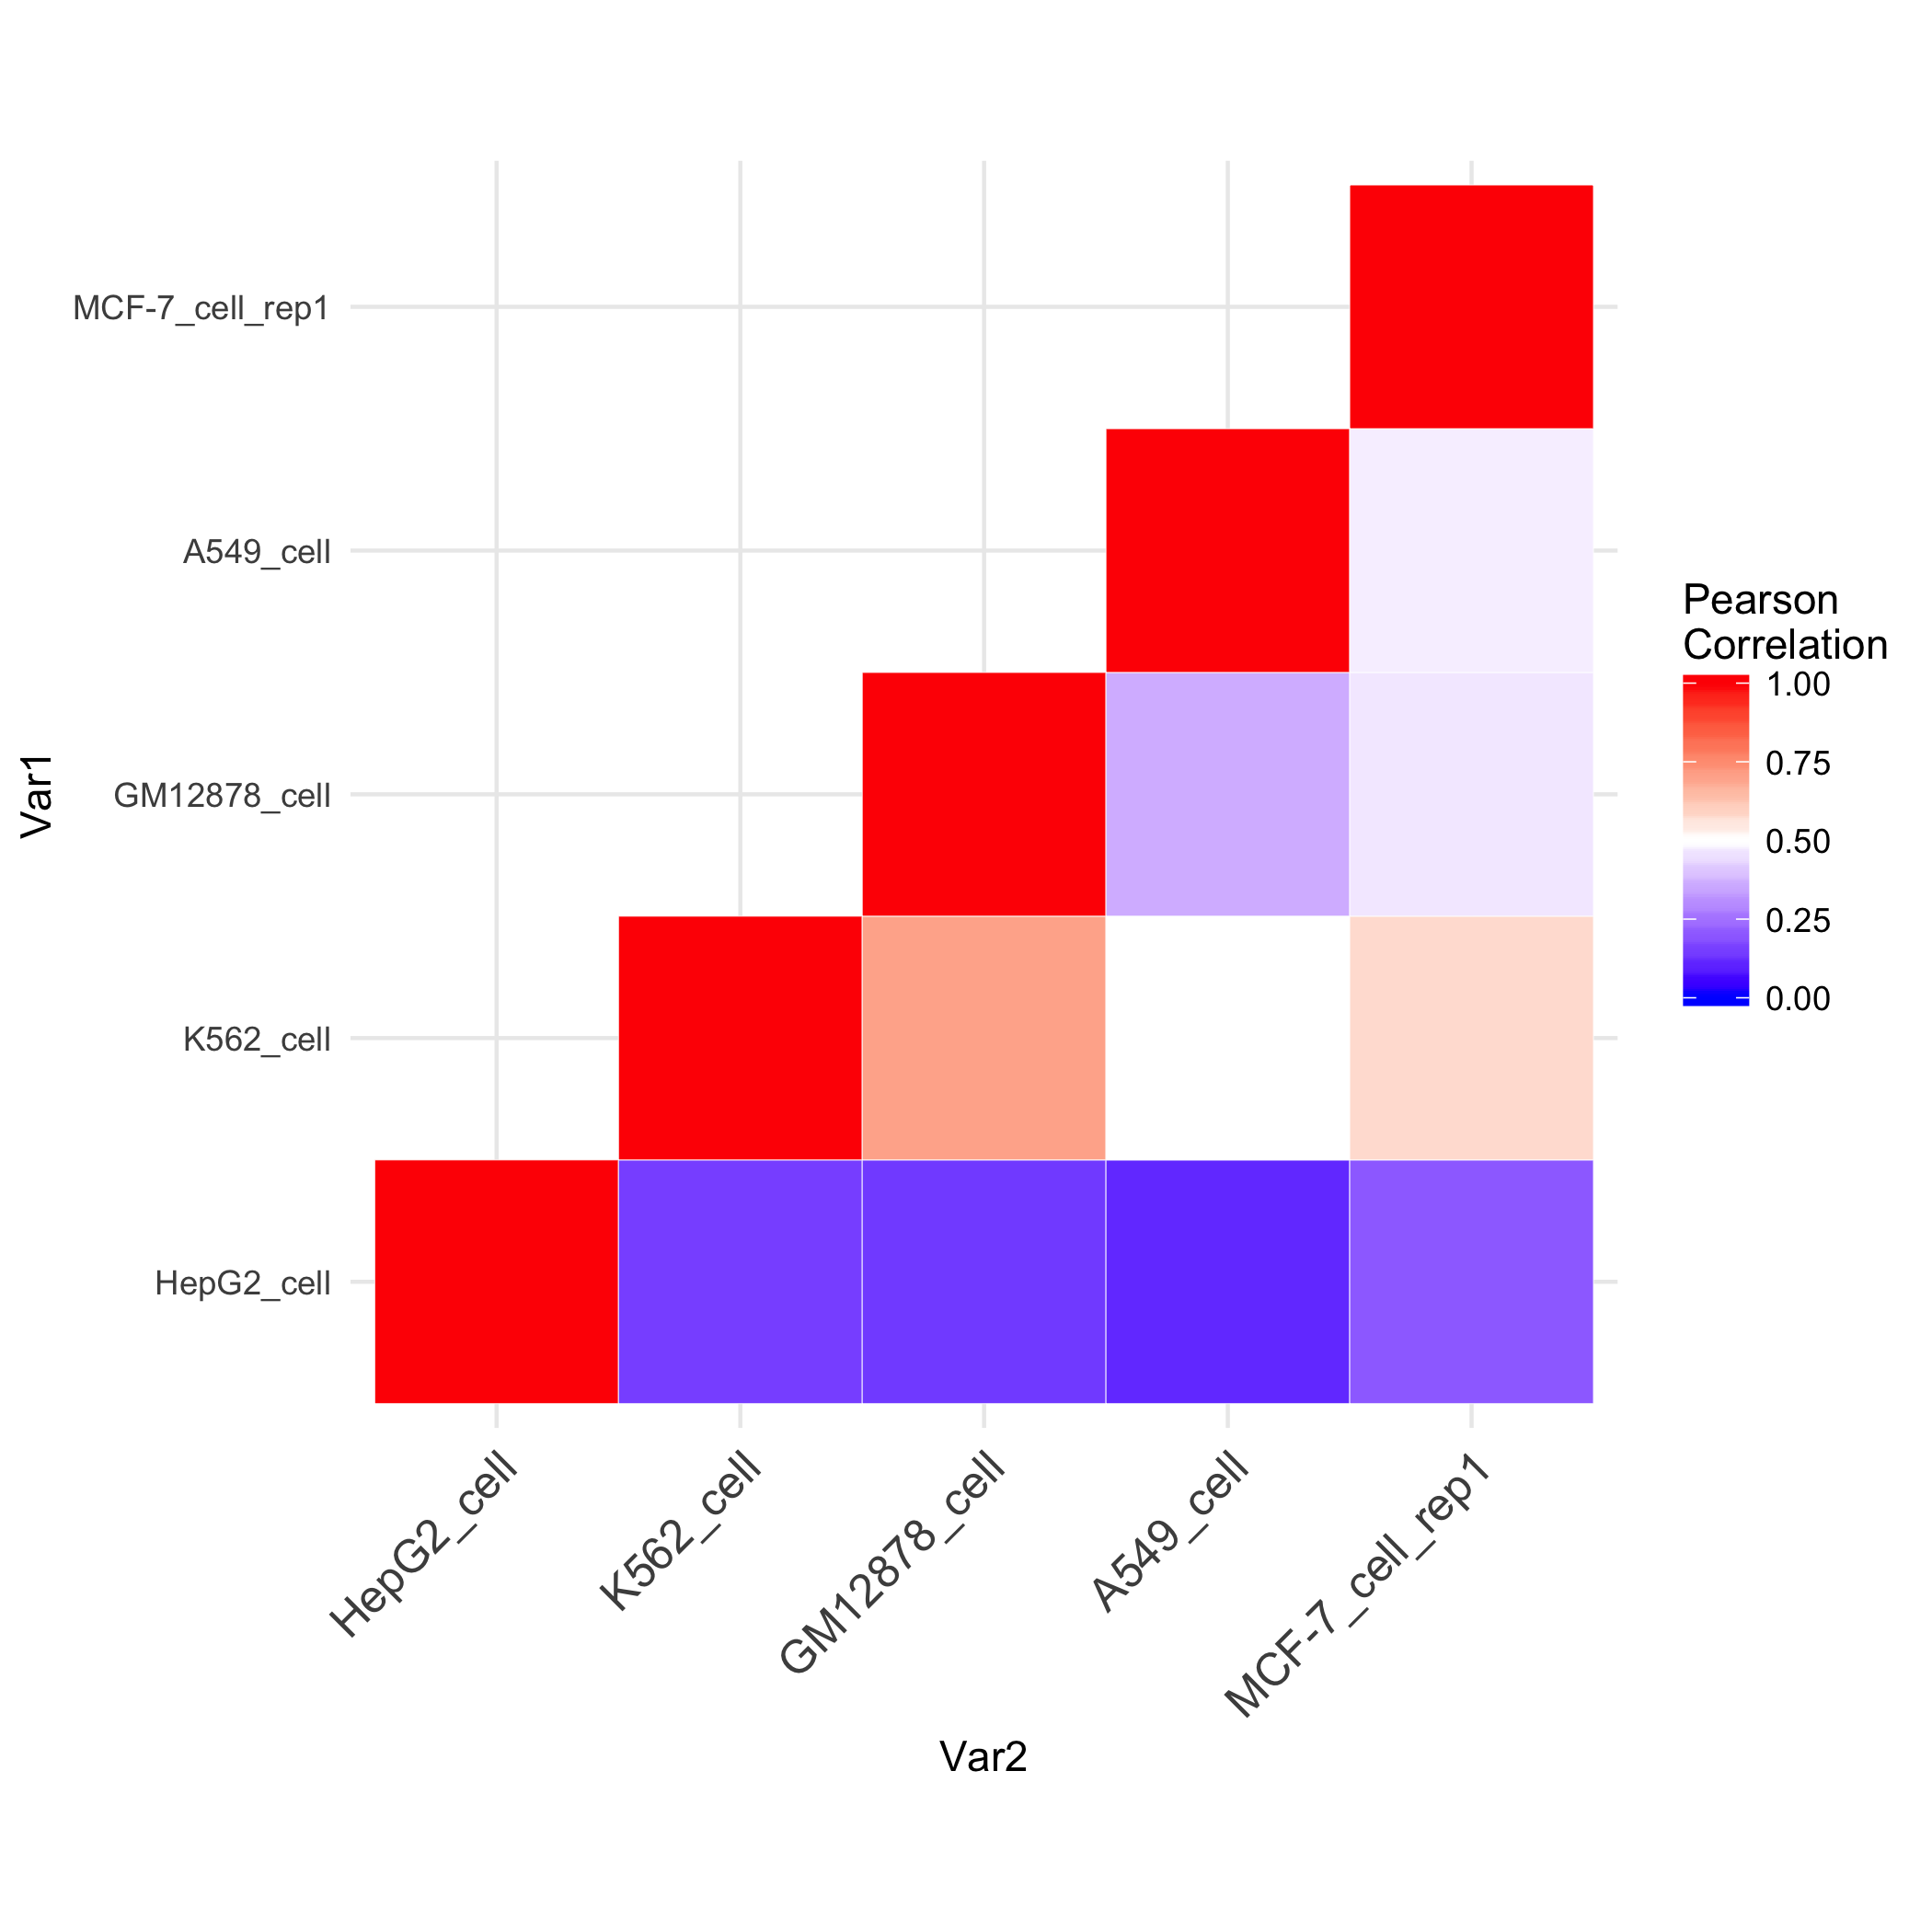 MCF-7_cell_rep1
A549_cell
GM12878_cell
K562_cell
HepG2_cell
Var1
HepG2_cell
K562_cell
GM12878_cell
A549_cell
MCF-7_cell_rep1
Var2
Pearson
Correlation
1.00
0.75
0.50
0.25
0.00